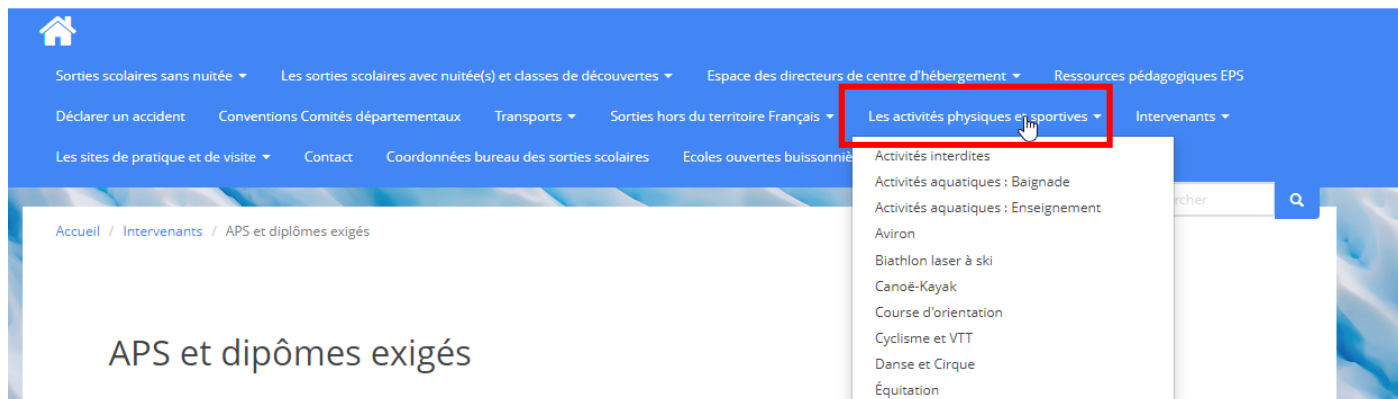 Sorties scolaires sans nuitée Les sorties scolaires avec nuitée(s) et classes de découvertes Espace des directeurs de centre d'hébergement Ressources pédagogiques EPS
Déclarer un accident Conventions Comités départementaux Transports Sorties hors du territoire Français Les activités physiques et sportives Intervenants
Les sites de pratique et de visite Contact Coordonnées bureau des sorties scolaires Ecoles ouvertes
Activités interdites
Activités aquatiques : Baignade
Activités aquatiques : Enseignement
Aviron
Biathlon laser à ski
Canoë-Kayak
Course d'orientation
Cyclisme et VTT
Danse et Cirque
Équitation
Accueil / Intervenants / APS et diplômes exigés
APS et dipômes exigés